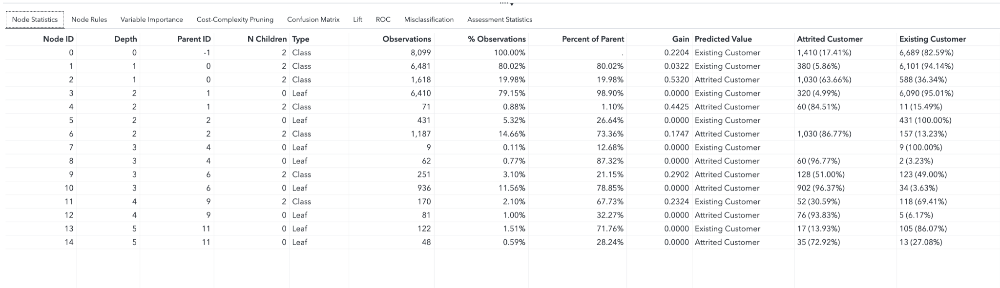 Node Statistics Node Rules Variable Importance Cost-Complexity Pruning Confusion Matrix Lift ROC Misclassification Assessment Statistics
Node ID Depth Parent ID N Children Type Observations % Observations Percent of Parent Gain Predicted Value Attrited Customer Existing Customer
0 0 -1 2 Class 8,099 100.00% . 0.2204 Existing Customer 1,410 (17.41%) 6,689 (82.59%)
1 1 0 2 Class 6,481 80.02% 80.02% 0.0322 Existing Customer 380 (5.86%) 6,101 (94.14%)
2 1 0 2 Class 1,618 19.98% 19.98% 0.5320 Attrited Customer 1,030 (63.66%) 588 (36.34%)
3 2 1 0 Leaf 6,410 79.15% 98.90% 0.0000 Existing Customer 320 (4.99%) 6,090 (95.01%)
4 2 1 2 Class 71 0.88% 1.10% 0.4425 Attrited Customer 60 (84.51%) 11 (15.49%)
5 2 2 0 Leaf 431 5.32% 26.64% 0.0000 Existing Customer 431 (100.00%)
6 2 2 2 Class 1,187 14.66% 73.36% 0.1747 Attrited Customer 1,030 (86.77%) 157 (13.23%)
7 3 4 0 Leaf 9 0.11% 12.68% 0.0000 Existing Customer 9 (100.00%)
8 3 4 0 Leaf 62 0.77% 87.32% 0.0000 Attrited Customer 60 (96.77%) 2 (3.23%)
9 3 6 2 Class 251 3.10% 21.15% 0.2902 Attrited Customer 128 (51.00%) 123 (49.00%)
10 3 6 0 Leaf 936 11.56% 78.85% 0.0000 Attrited Customer 902 (96.37%) 34 (3.63%)
11 4 9 2 Class 170 2.10% 67.73% 0.2324 Existing Customer 52 (30.59%) 118 (69.41%)
12 4 9 0 Leaf 81 1.00% 32.27% 0.0000 Attrited Customer 76 (93.83%) 5 (6.17%)
13 5 11 0 Leaf 122 1.51% 71.76% 0.0000 Existing Customer 17 (13.93%) 105 (86.07%)
14 5 11 0 Leaf 48 0.59% 28.24% 0.0000 Attrited Customer 35 (72.92%) 13 (27.08%)